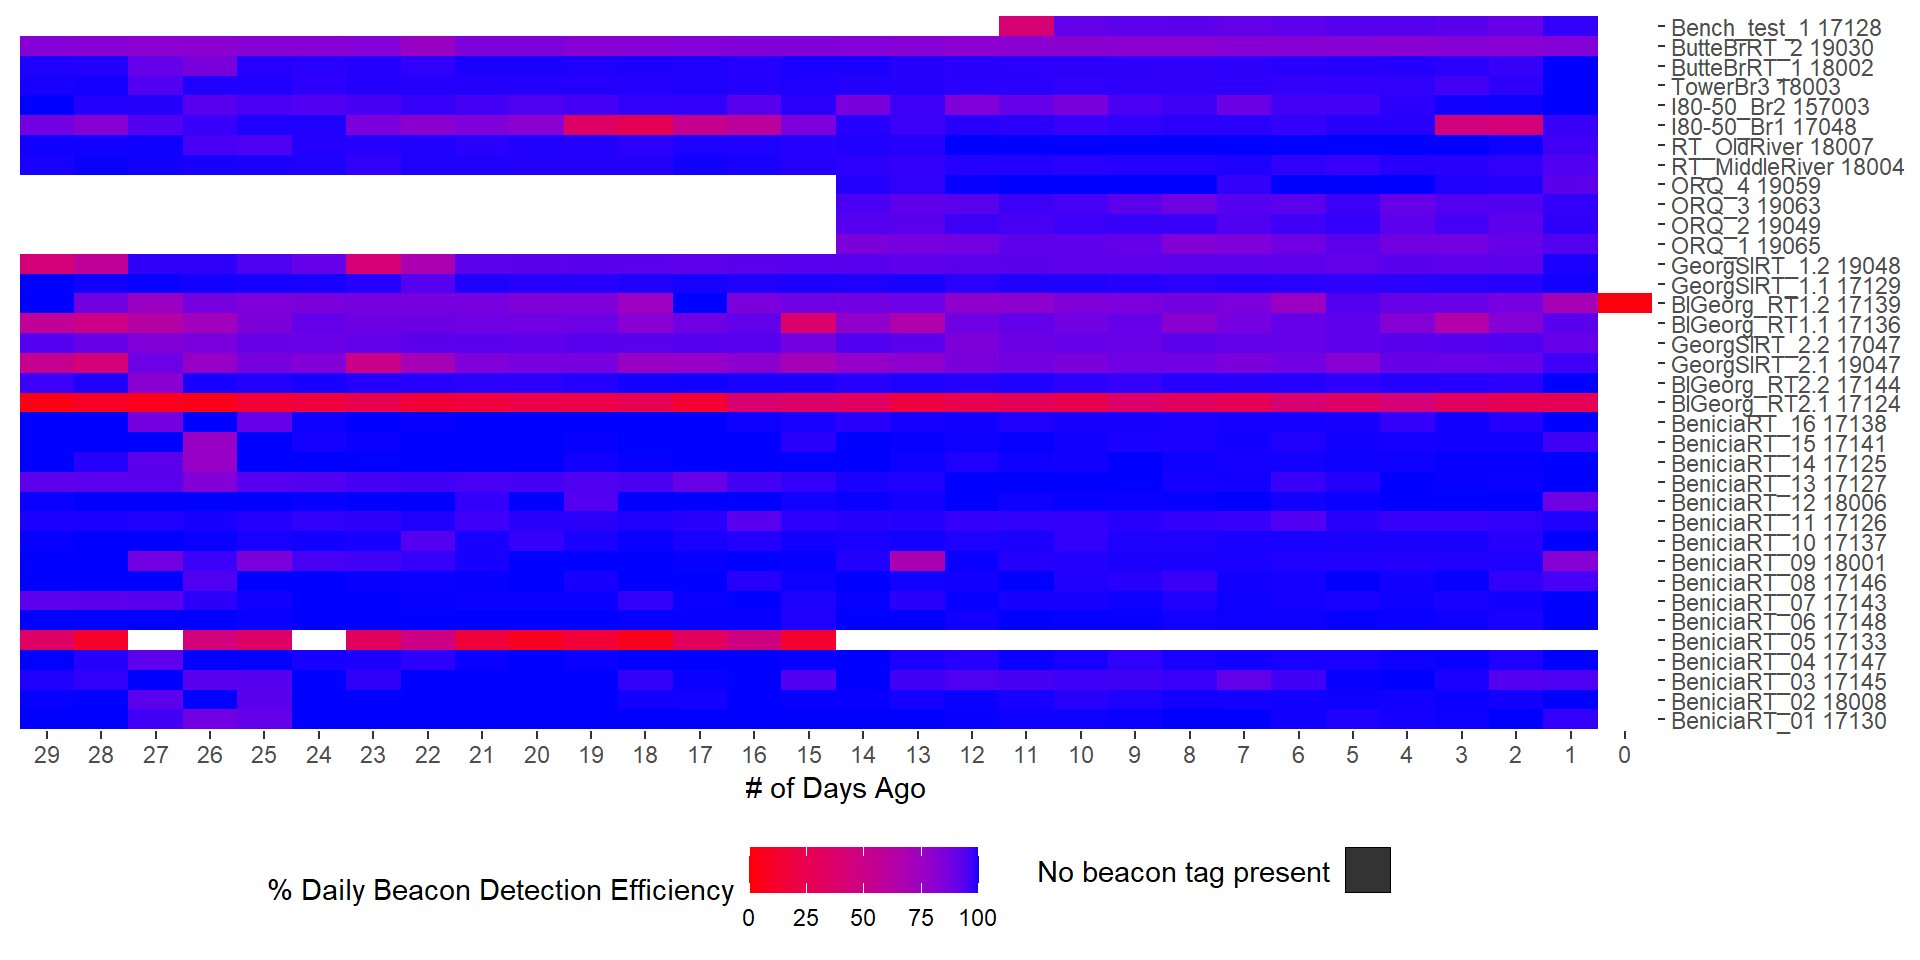 Bench_test_1 17128
ButteBrRT_2 19030
ButteBrRT_1 18002
TowerBr3 18003
I80-50_Br2 157003
I80-50_Br1 17048
RT_OldRiver 18007
RT_MiddleRiver 18004
ORQ_4 19059
ORQ_3 19063
ORQ_2 19049
ORQ_1 19065
GeorgSlRT_1.2 19048
GeorgSlRT_1.1 17129
BlGeorg_RT1.2 17139
BlGeorg_RT1.1 17136
GeorgSlRT_2.2 17047
GeorgSlRT_2.1 19047
BlGeorg_RT2.2 17144
BlGeorg_RT2.1 17124
BeniciaRT_16 17138
BeniciaRT_15 17141
BeniciaRT_14 17125
BeniciaRT_13 17127
BeniciaRT_12 18006
BeniciaRT_11 17126
BeniciaRT_10 17137
BeniciaRT_09 18001
BeniciaRT_08 17146
BeniciaRT_07 17143
BeniciaRT_06 17148
BeniciaRT_05 17133
BeniciaRT_04 17147
BeniciaRT_03 17145
BeniciaRT_02 18008
BeniciaRT_01 17130
29 28 27 26 25 24 23 22 21 20 19 18 17 16 15 14 13 12 11 10 9 8 7 6 5 4 3 2 1 0
# of Days Ago
% Daily Beacon Detection Efficiency
0 25 50 75 100
No beacon tag present